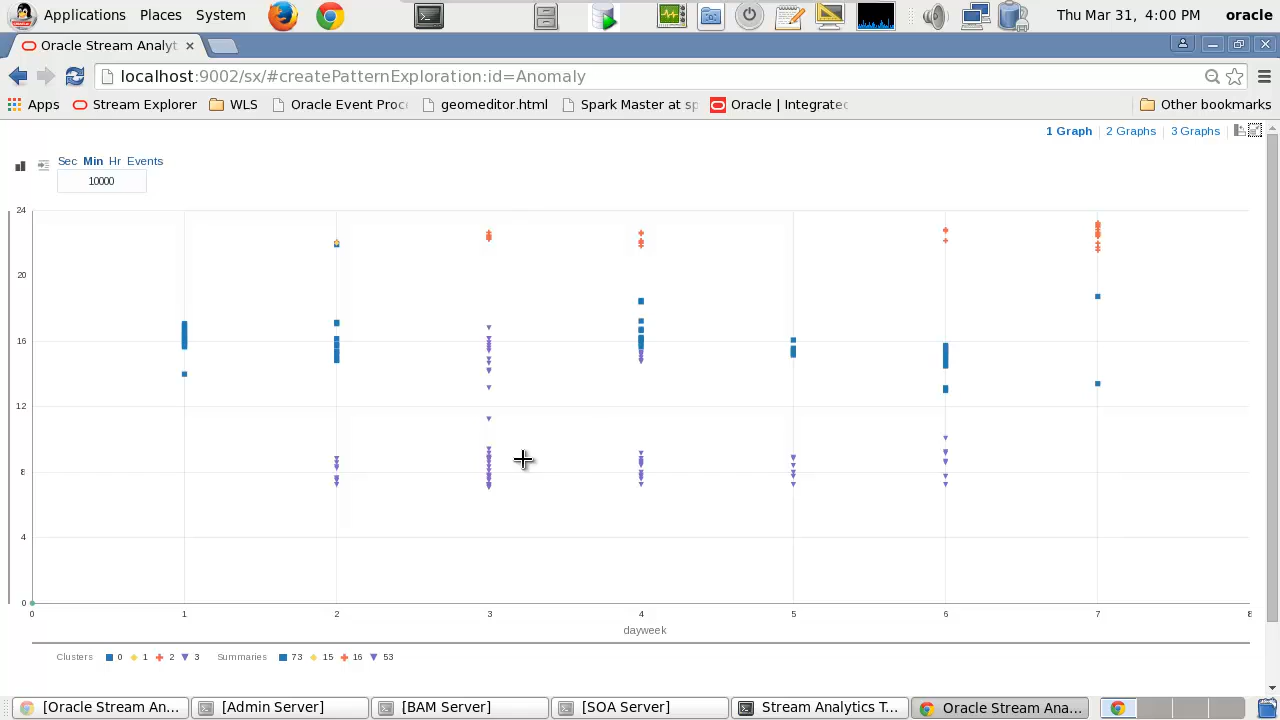 Applications Places System Thu Mar 31, 4:00 PM oracle
Oracle Stream Analyt
localhost:9002/sx/#createPatternExploration:id=Anomaly
Apps Stream Explorer WLS Oracle Event Proc geomeditor.html Spark Master at sp Oracle | Integrated Other bookmarks
1 Graph 2 Graphs 3 Graphs
Sec Min Hr Events
10000
24
20
16
12
8
4
0
0 1 2 3 4 5 6 7 8
dayweek
Clusters 0 1 2 3 Summaries 73 15 16 53
[Oracle Stream An... [Admin Server] [BAM Server] [SOA Server] Stream Analytics T... Oracle Stream Ana...